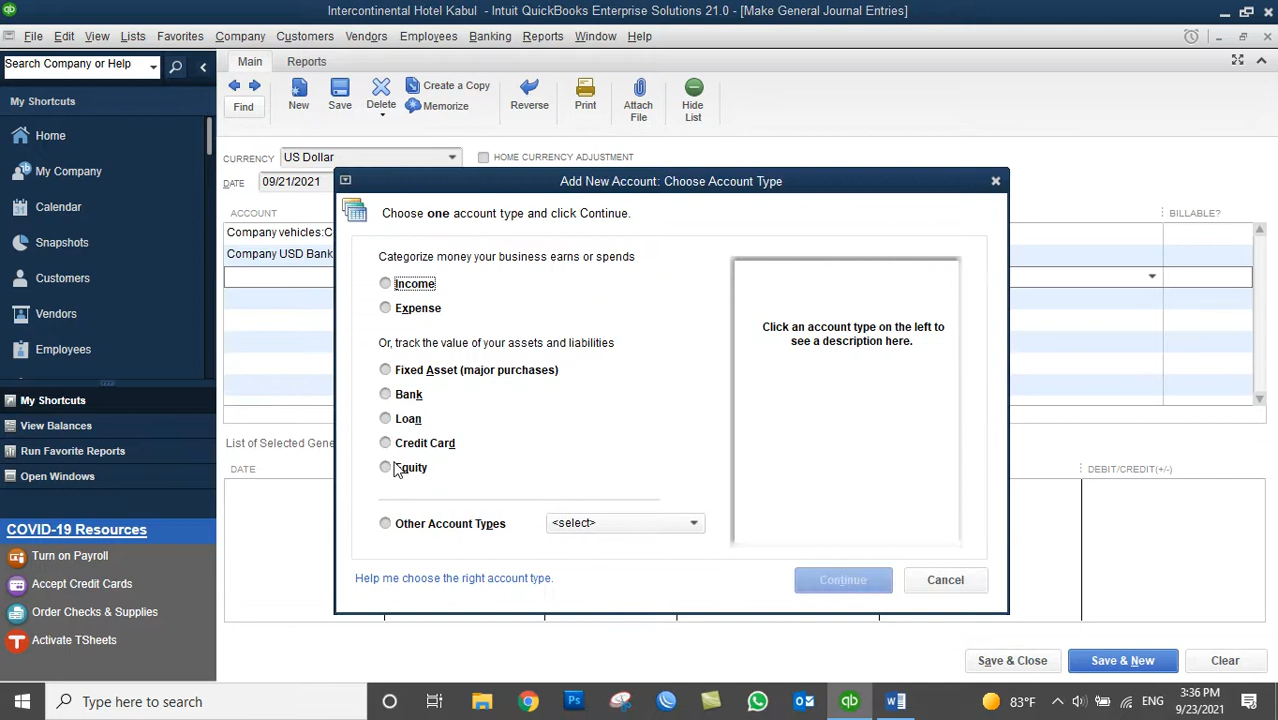 Intercontinental Hotel Kabul - Intuit QuickBooks Enterprise Solutions 21.0 - [Make General Journal Entries]
File Edit View Lists Favorites Company Customers Vendors Employees Banking Reports Window Help
Search Company or Help
Main Reports
Find
New
Save
Delete
Create a Copy
Memorize
Reverse
Print
Attach File
Hide List
My Shortcuts
Home
My Company
Calendar
Snapshots
Customers
Vendors
Employees
My Shortcuts
View Balances
Run Favorite Reports
Open Windows
COVID-19 Resources
Turn on Payroll
Accept Credit Cards
Order Checks & Supplies
Activate TSheets
CURRENCY US Dollar HOME CURRENCY ADJUSTMENT
DATE 09/21/2021
ACCOUNT BILLABLE?
Company vehicles:C
Company USD Bank
List of Selected Gene
DATE DEBIT/CREDIT(+/-)
Add New Account: Choose Account Type
Choose one account type and click Continue.
Categorize money your business earns or spends
Income
Expense
Or, track the value of your assets and liabilities
Fixed Asset (major purchases)
Bank
Loan
Credit Card
Equity
Other Account Types <select>
Click an account type on the left to
see a description here.
Help me choose the right account type.
Continue Cancel
Save & Close Save & New Clear
Type here to search
Ps
W
83°F
ENG
3:36 PM
9/23/2021